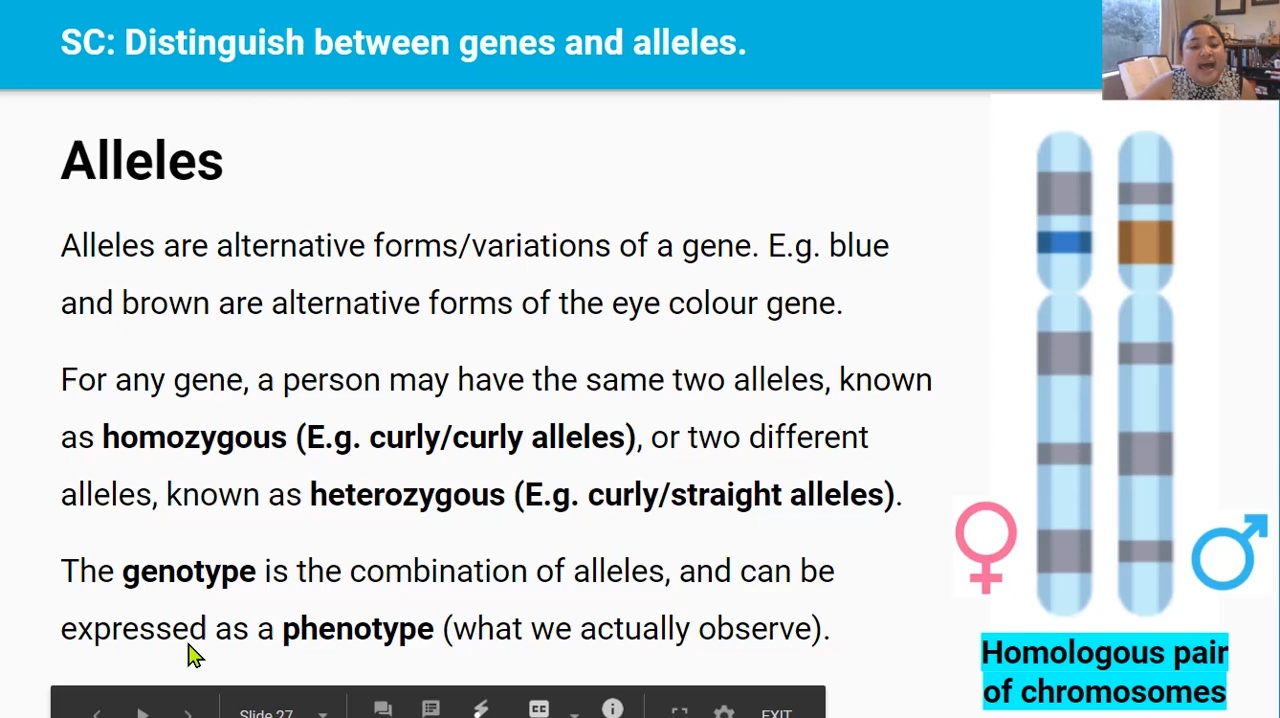 SC: Distinguish between genes and alleles.
Alleles
Alleles are alternative forms/variations of a gene. E.g. blue
and brown are alternative forms of the eye colour gene.
For any gene, a person may have the same two alleles, known
as homozygous (E.g. curly/curly alleles), or two different
alleles, known as heterozygous (E.g. curly/straight alleles).
The genotype is the combination of alleles, and can be
expressed as a phenotype (what we actually observe).
Homologous pair
of chromosomes
Slide 27
CC
EXIT